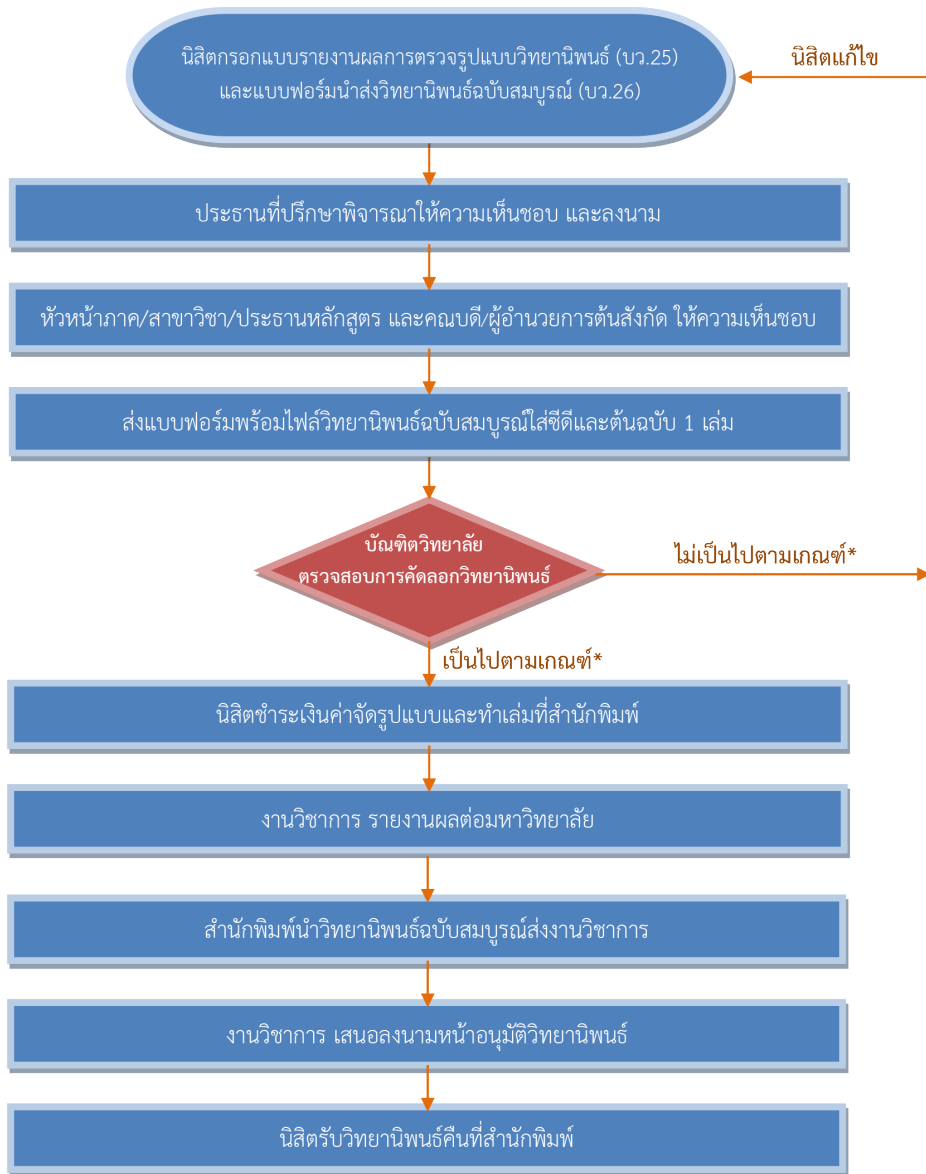 นิสิตกรอกแบบรายงานผลการตรวจรูปแบบวิทยานิพนธ์ (บว.25)
และแบบฟอร์มนำส่งวิทยานิพนธ์ฉบับสมบูรณ์ (บว.26)
นิสิตแก้ไข
ประธานที่ปรึกษาพิจารณาให้ความเห็นชอบ และลงนาม
หัวหน้าภาค/สาขาวิชา/ประธานหลักสูตร และคณบดี/ผู้อำนวยการต้นสังกัด ให้ความเห็นชอบ
ส่งแบบฟอร์มพร้อมไฟล์วิทยานิพนธ์ฉบับสมบูรณ์ใส่ซีดีและต้นฉบับ 1 เล่ม
บัณฑิตวิทยาลัย
ตรวจสอบการคัดลอกวิทยานิพนธ์
ไม่เป็นไปตามเกณฑ์*
เป็นไปตามเกณฑ์*
นิสิตชำระเงินค่าจัดรูปแบบและทำเล่มที่สำนักพิมพ์
งานวิชาการ รายงานผลต่อมหาวิทยาลัย
สำนักพิมพ์นำวิทยานิพนธ์ฉบับสมบูรณ์ส่งงานวิชาการ
งานวิชาการ เสนอลงนามหน้าอนุมัติวิทยานิพนธ์
นิสิตรับวิทยานิพนธ์คืนที่สำนักพิมพ์